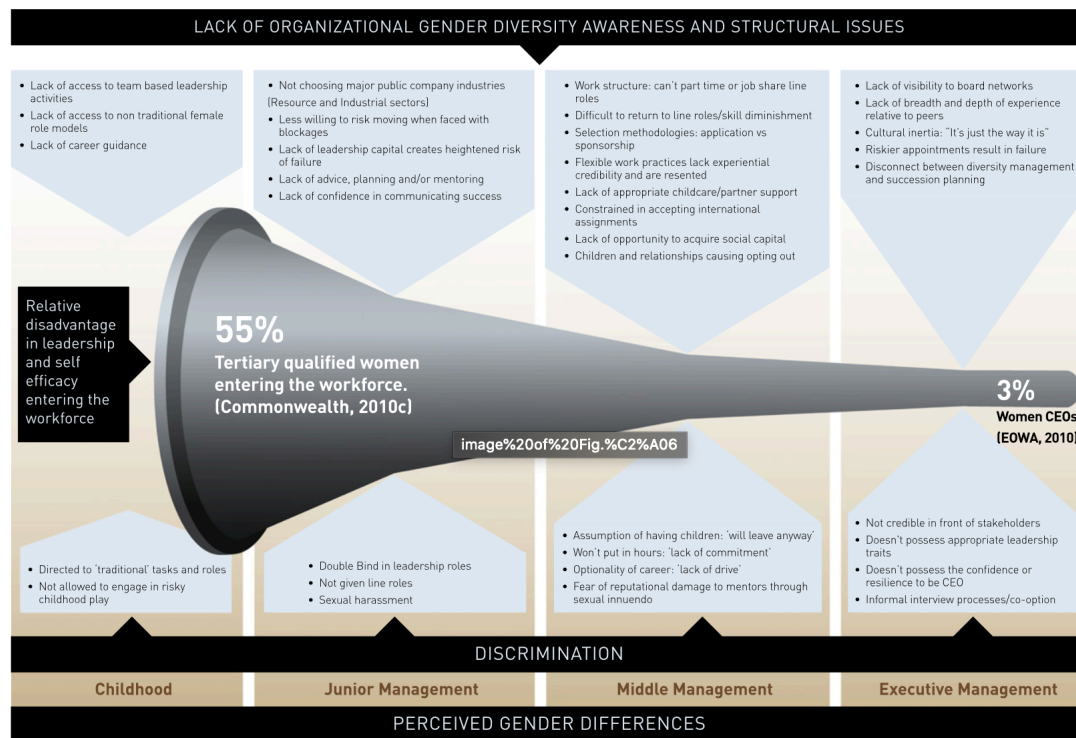 LACK OF ORGANIZATIONAL GENDER DIVERSITY AWARENESS AND STRUCTURAL ISSUES
• Lack of access to team based leadership
activities
• Lack of access to non traditional female
role models
• Lack of career guidance
• Not choosing major public company industries
(Resource and Industrial sectors)
• Less willing to risk moving when faced with
blockages
• Lack of leadership capital creates heightened risk
of failure
• Lack of advice, planning and/or mentoring
• Lack of confidence in communicating success
• Work structure: can't part time or job share line
roles
• Difficult to return to line roles/skill diminishment
• Selection methodologies: application vs
sponsorship
• Flexible work practices lack experiential
credibility and are resented
• Lack of appropriate childcare/partner support
• Constrained in accepting international
assignments
• Lack of opportunity to acquire social capital
• Children and relationships causing opting out
• Lack of visibility to board networks
• Lack of breadth and depth of experience
relative to peers
• Cultural inertia: "It's just the way it is"
• Riskier appointments result in failure
• Disconnect between diversity management
and succession planning
Relative
disadvantage
in leadership
and self
efficacy
entering the
workforce
55%
Tertiary qualified women
entering the workforce.
(Commonwealth, 2010c)
image%20of%20Fig.%C2%A06
3%
Women CEOs
(EOWA, 2010)
• Directed to 'traditional' tasks and roles
• Not allowed to engage in risky
childhood play
• Double Bind in leadership roles
• Not given line roles
• Sexual harassment
• Assumption of having children: 'will leave anyway'
• Won't put in hours: 'lack of commitment'
• Optionality of career: 'lack of drive'
• Fear of reputational damage to mentors through
sexual innuendo
• Not credible in front of stakeholders
• Doesn't possess appropriate leadership
traits
• Doesn't possess the confidence or
resilience to be CEO
• Informal interview processes/co-option
DISCRIMINATION
Childhood
Junior Management
Middle Management
Executive Management
PERCEIVED GENDER DIFFERENCES